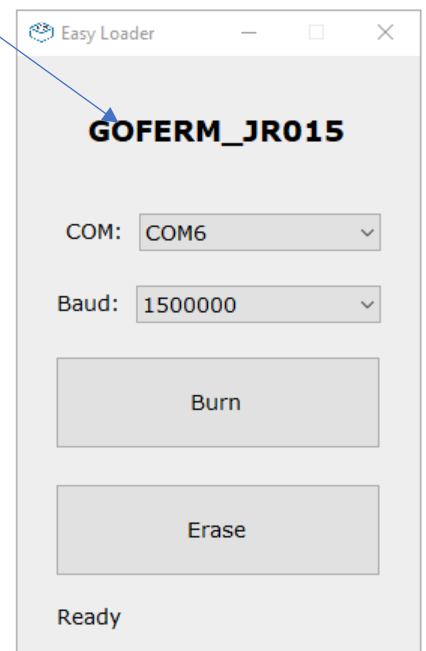 Easy Loader
GOFERM_JR015
COM: COM6
Baud: 1500000
Burn
Erase
Ready